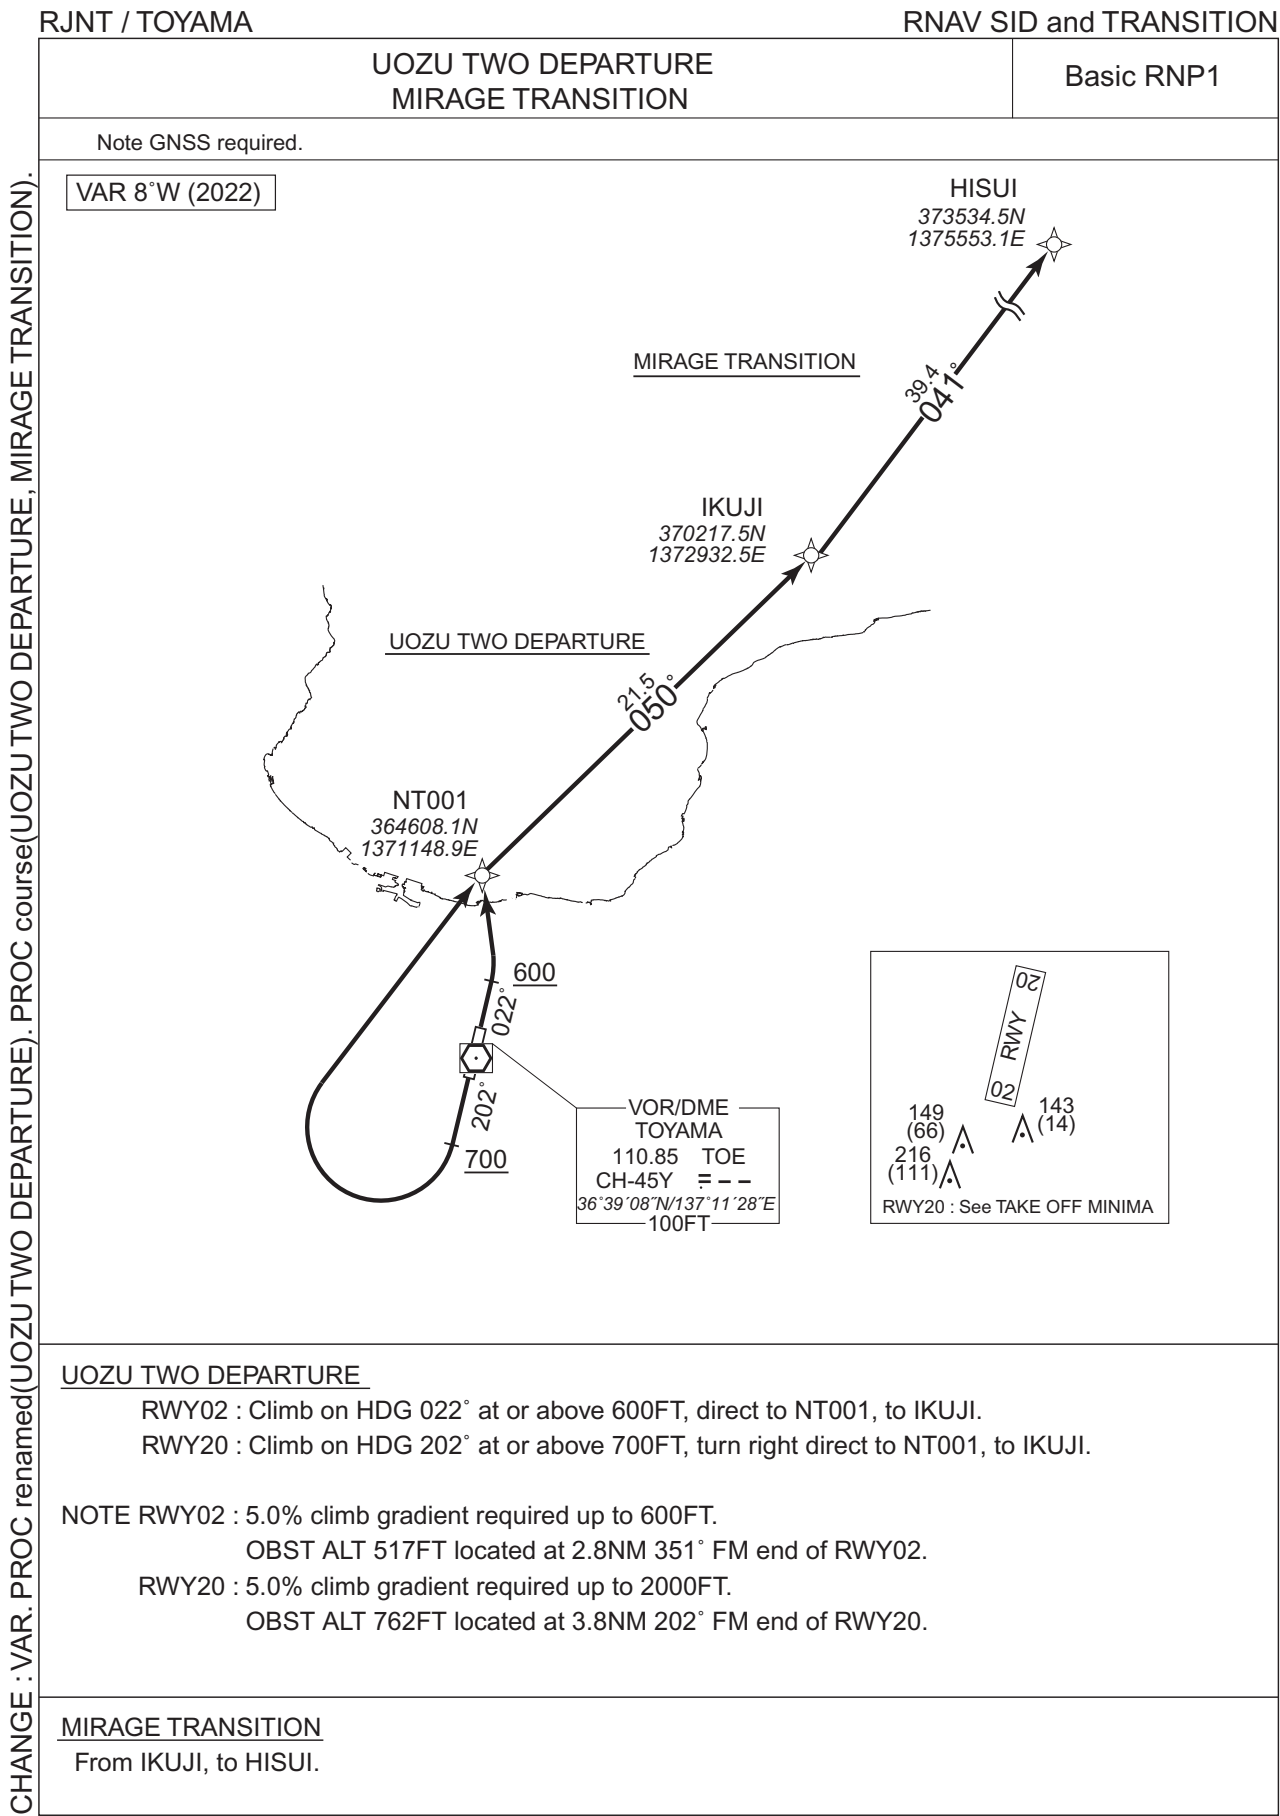 RJNT / TOYAMA
RNAV SID and TRANSITION
UOZU TWO DEPARTURE
MIRAGE TRANSITION
Basic RNP1
Note GNSS required.
VAR 8°W (2022)
HISUI
373534.5N
1375553.1E
MIRAGE TRANSITION
39.4
041°
IKUJI
370217.5N
1372932.5E
UOZU TWO DEPARTURE
21.5
050°
NT001
364608.1N
1371148.9E
600
022°
202°
700
VOR/DME
TOYAMA
110.85 TOE
CH-45Y
36°39′08″N/137°11′28″E
100FT
20
RWY
02
149
(66)
143
(14)
216
(111)
RWY20 : See TAKE OFF MINIMA
UOZU TWO DEPARTURE
RWY02 : Climb on HDG 022° at or above 600FT, direct to NT001, to IKUJI.
RWY20 : Climb on HDG 202° at or above 700FT, turn right direct to NT001, to IKUJI.
NOTE RWY02 : 5.0% climb gradient required up to 600FT.
OBST ALT 517FT located at 2.8NM 351° FM end of RWY02.
RWY20 : 5.0% climb gradient required up to 2000FT.
OBST ALT 762FT located at 3.8NM 202° FM end of RWY20.
MIRAGE TRANSITION
From IKUJI, to HISUI.
CHANGE : VAR. PROC renamed(UOZU TWO DEPARTURE). PROC course(UOZU TWO DEPARTURE, MIRAGE TRANSITION).